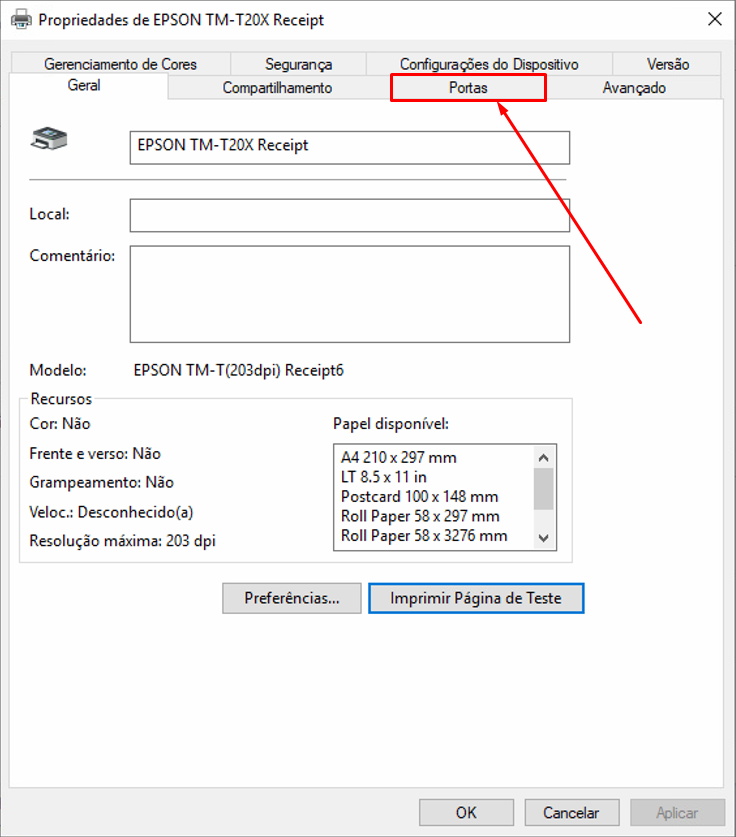 Propriedades de EPSON TM-T20X Receipt
Gerenciamento de Cores Segurança Configurações do Dispositivo Versão
Geral Compartilhamento Portas Avançado
EPSON TM-T20X Receipt
Local:
Comentário:
Modelo: EPSON TM-T(203dpi) Receipt6
Recursos
Cor: Não
Frente e verso: Não
Grampeamento: Não
Veloc.: Desconhecido(a)
Resolução máxima: 203 dpi
Papel disponível:
A4 210 x 297 mm
LT 8.5 x 11 in
Postcard 100 x 148 mm
Roll Paper 58 x 297 mm
Roll Paper 58 x 3276 mm
Preferências... Imprimir Página de Teste
OK Cancelar Aplicar